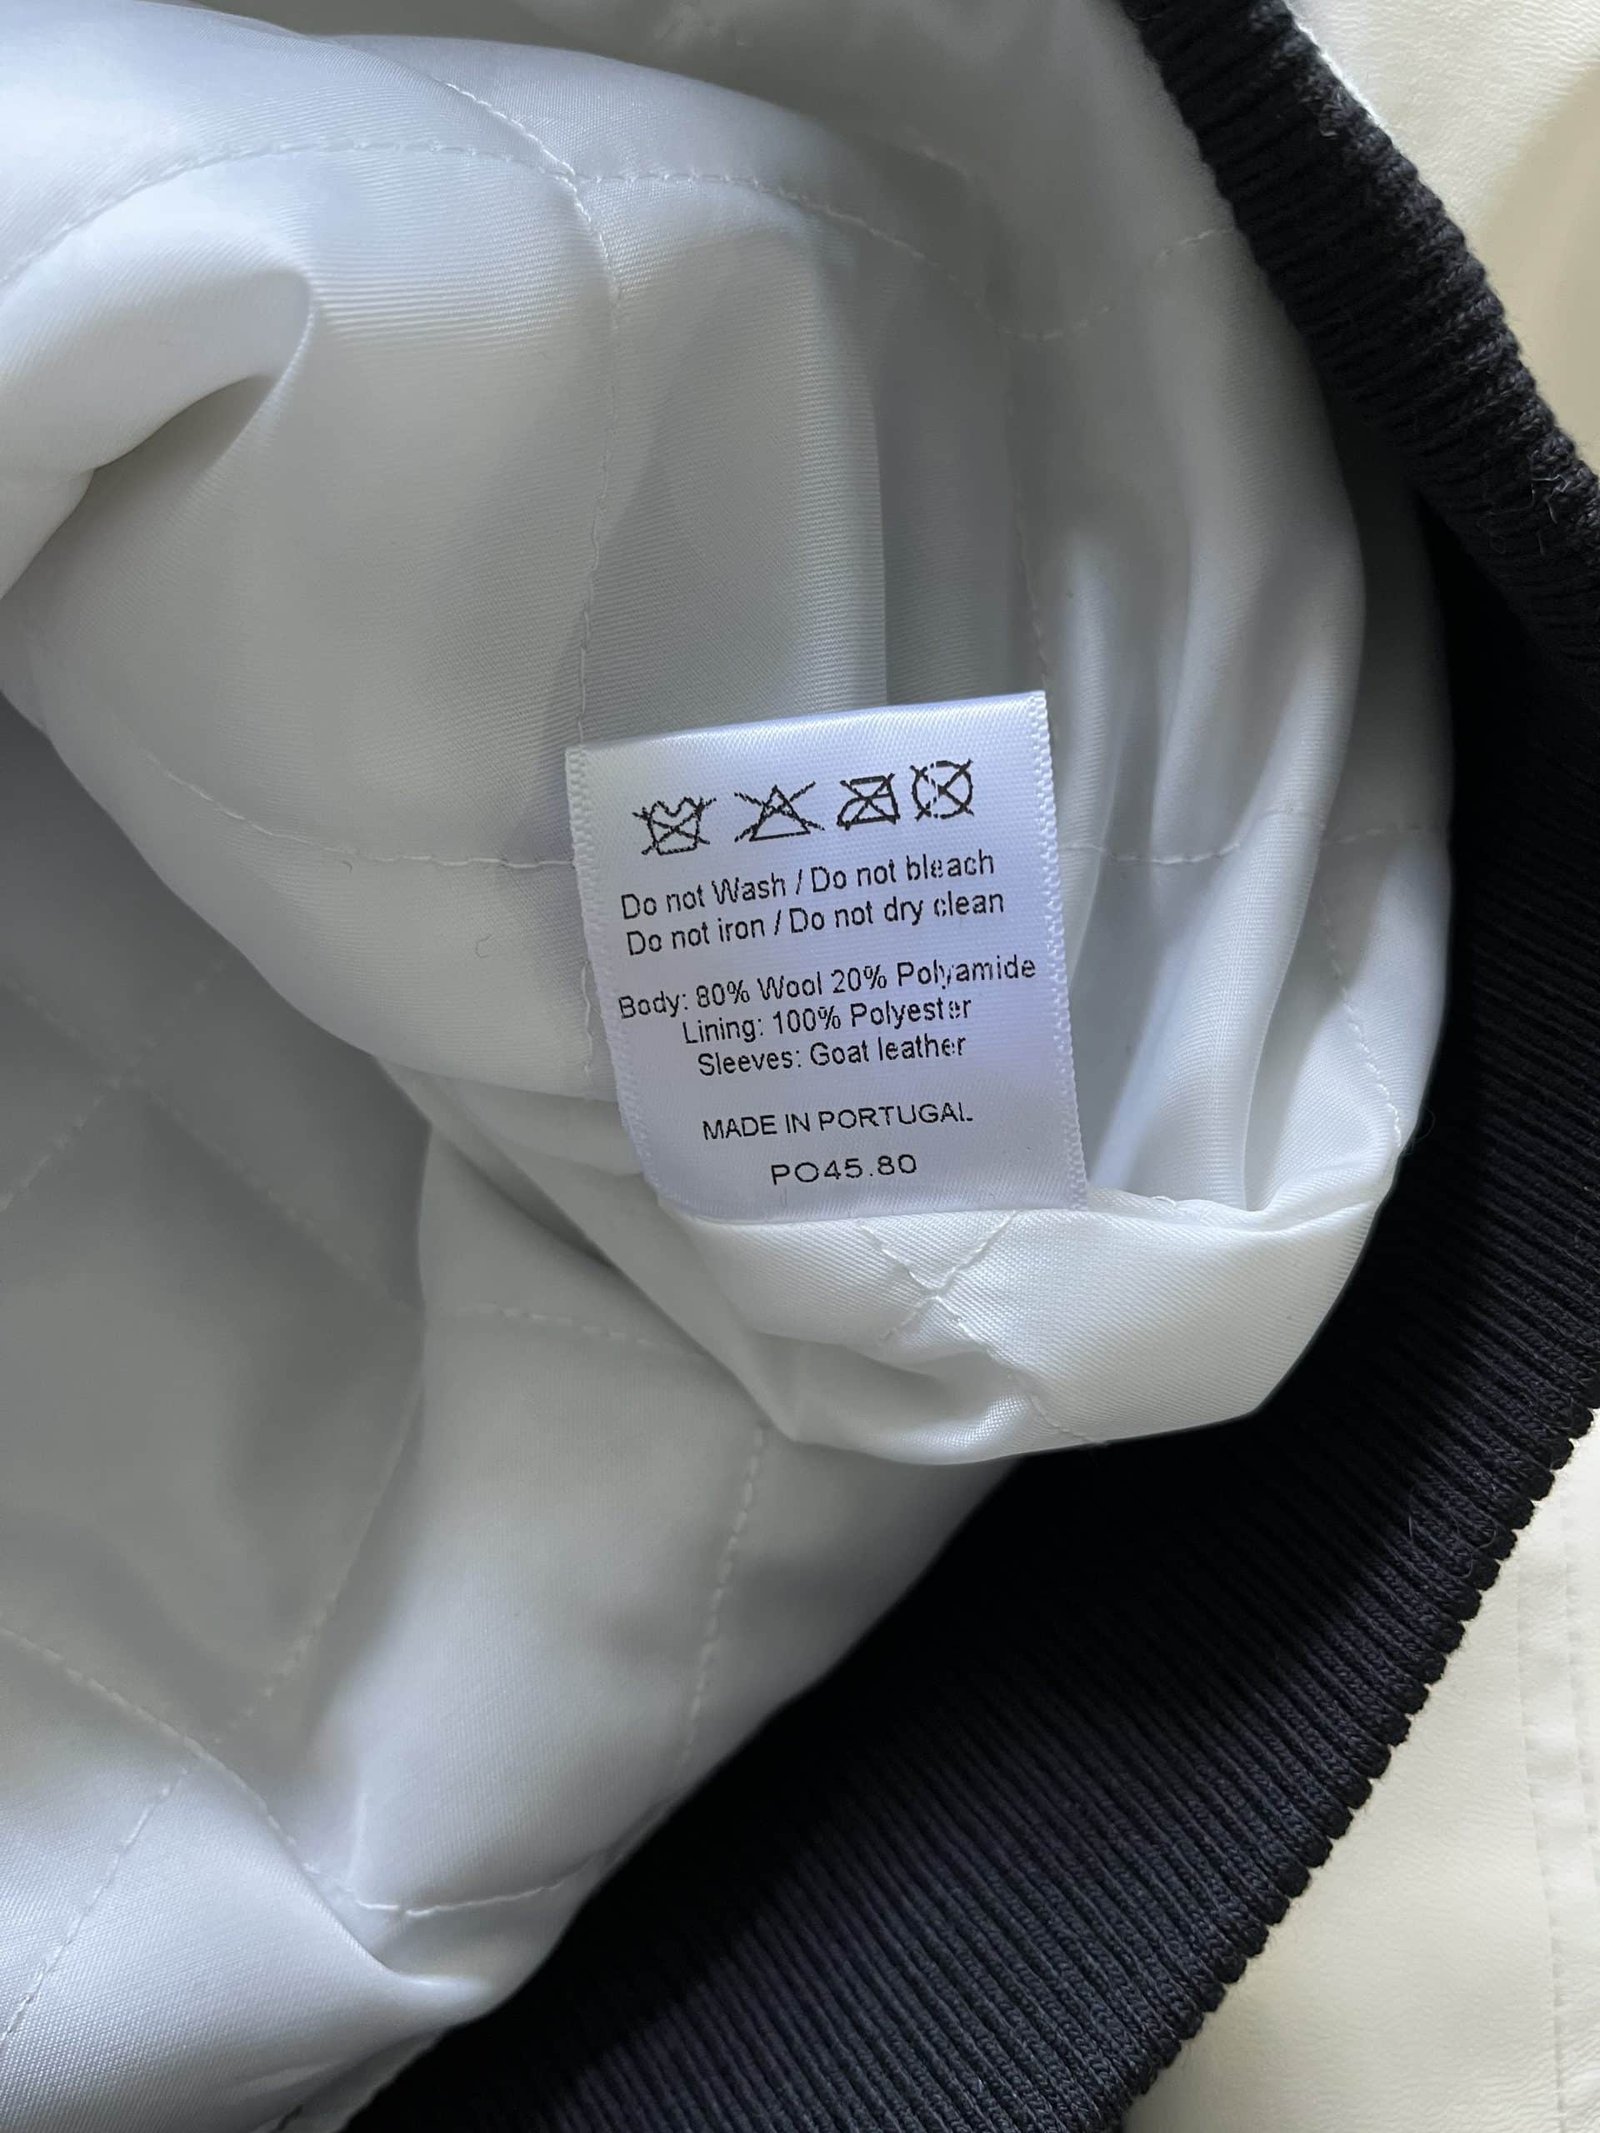 Do not Wash / Do not bleach
Do not iron / Do not dry clean
Body: 80% Wool 20% Polyamide
Lining: 100% Polyester
Sleeves: Goat leather
MADE IN PORTUGAL
PO45.80